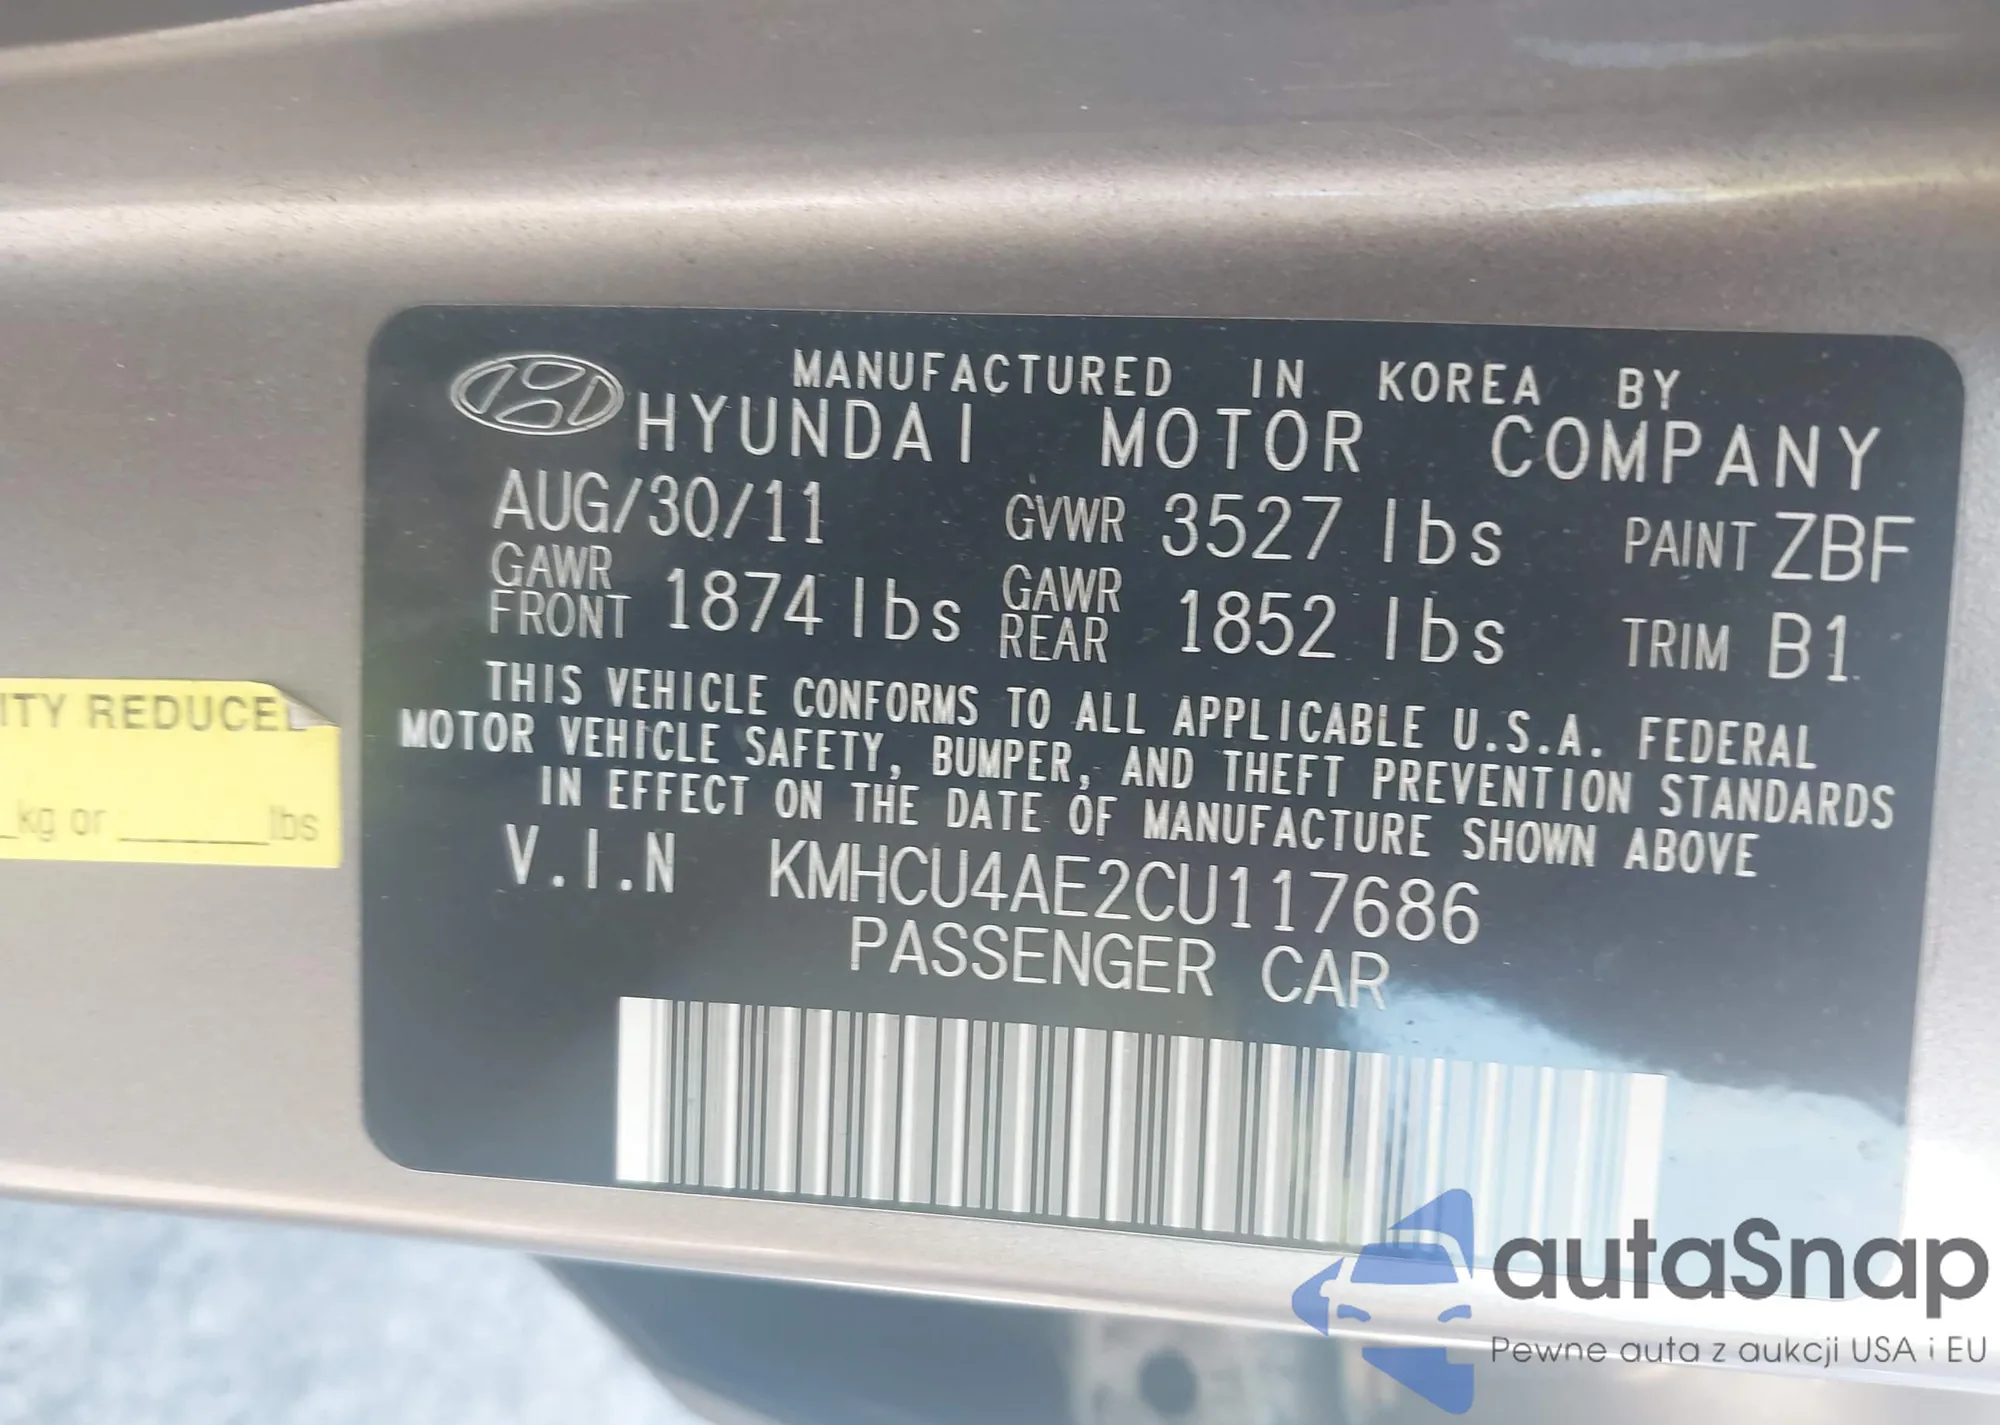 MANUFACTURED IN KOREA BY
HYUNDAI MOTOR COMPANY
AUG/30/11 GVWR 3527 lbs PAINT ZBF
GAWR FRONT 1874 lbs GAWR REAR 1852 lbs TRIM B1
THIS VEHICLE CONFORMS TO ALL APPLICABLE U.S.A. FEDERAL
MOTOR VEHICLE SAFETY, BUMPER, AND THEFT PREVENTION STANDARDS
IN EFFECT ON THE DATE OF MANUFACTURE SHOWN ABOVE
V.I.N KMHCU4AE2CU117686
PASSENGER CAR
ITY REDUCED
kg or ______lbs
autaSnap
Pewne auta z aukcji USA i EU